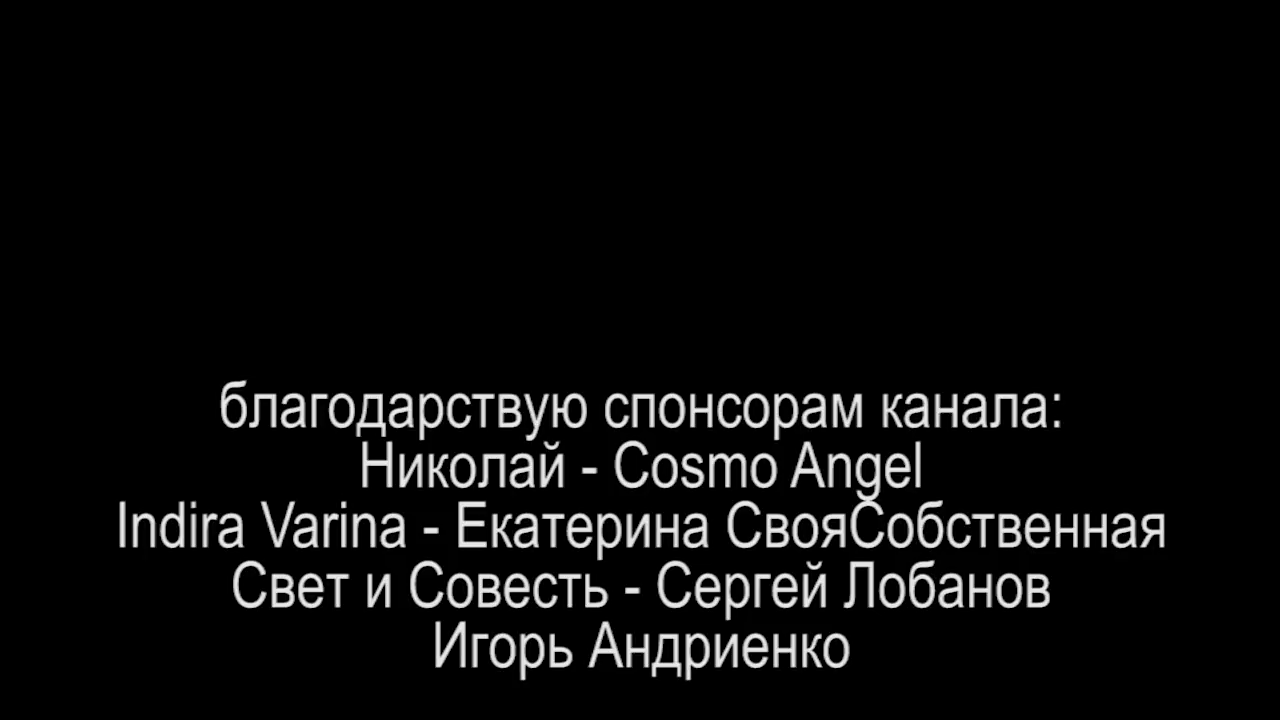 благодарствую спонсорам канала:
Николай - Cosmo Angel
Indira Varina - Екатерина СвояСобственная
Свет и Совесть - Сергей Лобанов
Игорь Андриенко